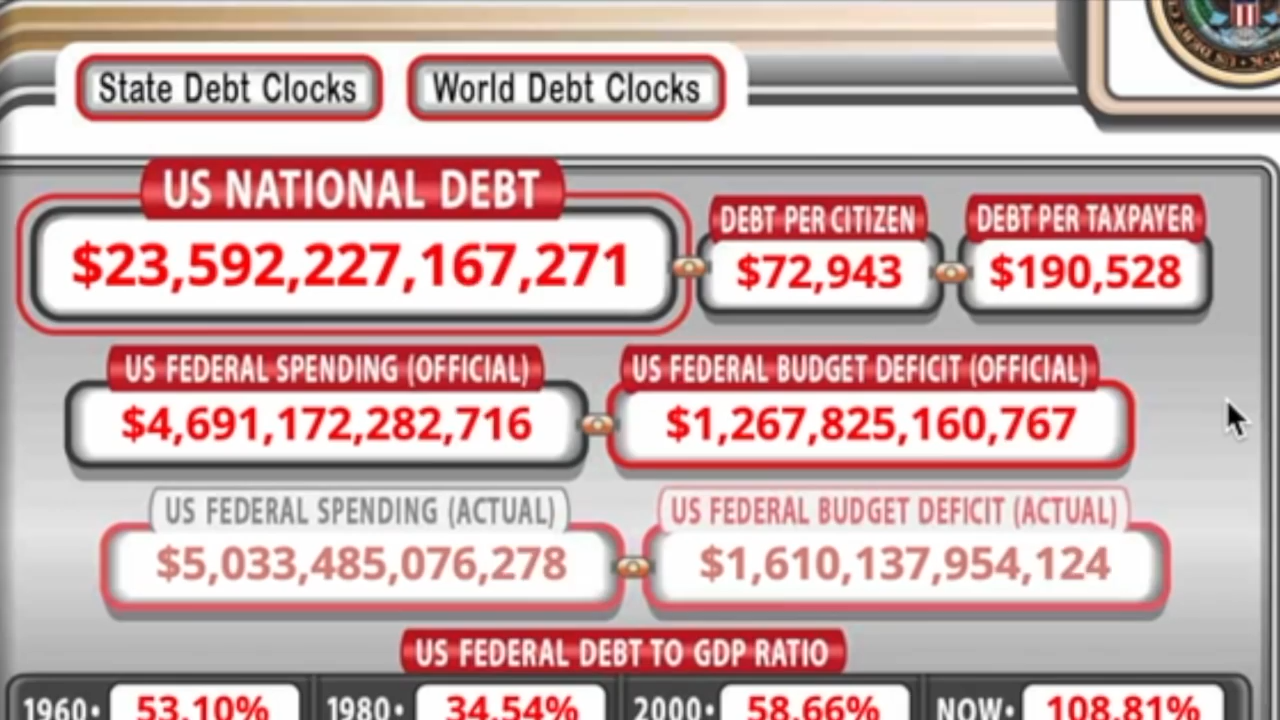 State Debt Clocks
World Debt Clocks
US NATIONAL DEBT
$23,592,227,167,271
DEBT PER CITIZEN
$72,943
DEBT PER TAXPAYER
$190,528
US FEDERAL SPENDING (OFFICIAL)
$4,691,172,282,716
US FEDERAL BUDGET DEFICIT (OFFICIAL)
$1,267,825,160,767
US FEDERAL SPENDING (ACTUAL)
$5,033,485,076,278
US FEDERAL BUDGET DEFICIT (ACTUAL)
$1,610,137,954,124
US FEDERAL DEBT TO GDP RATIO
1960• 53.10% 1980• 34.54% 2000• 58.66% NOW• 108.81%